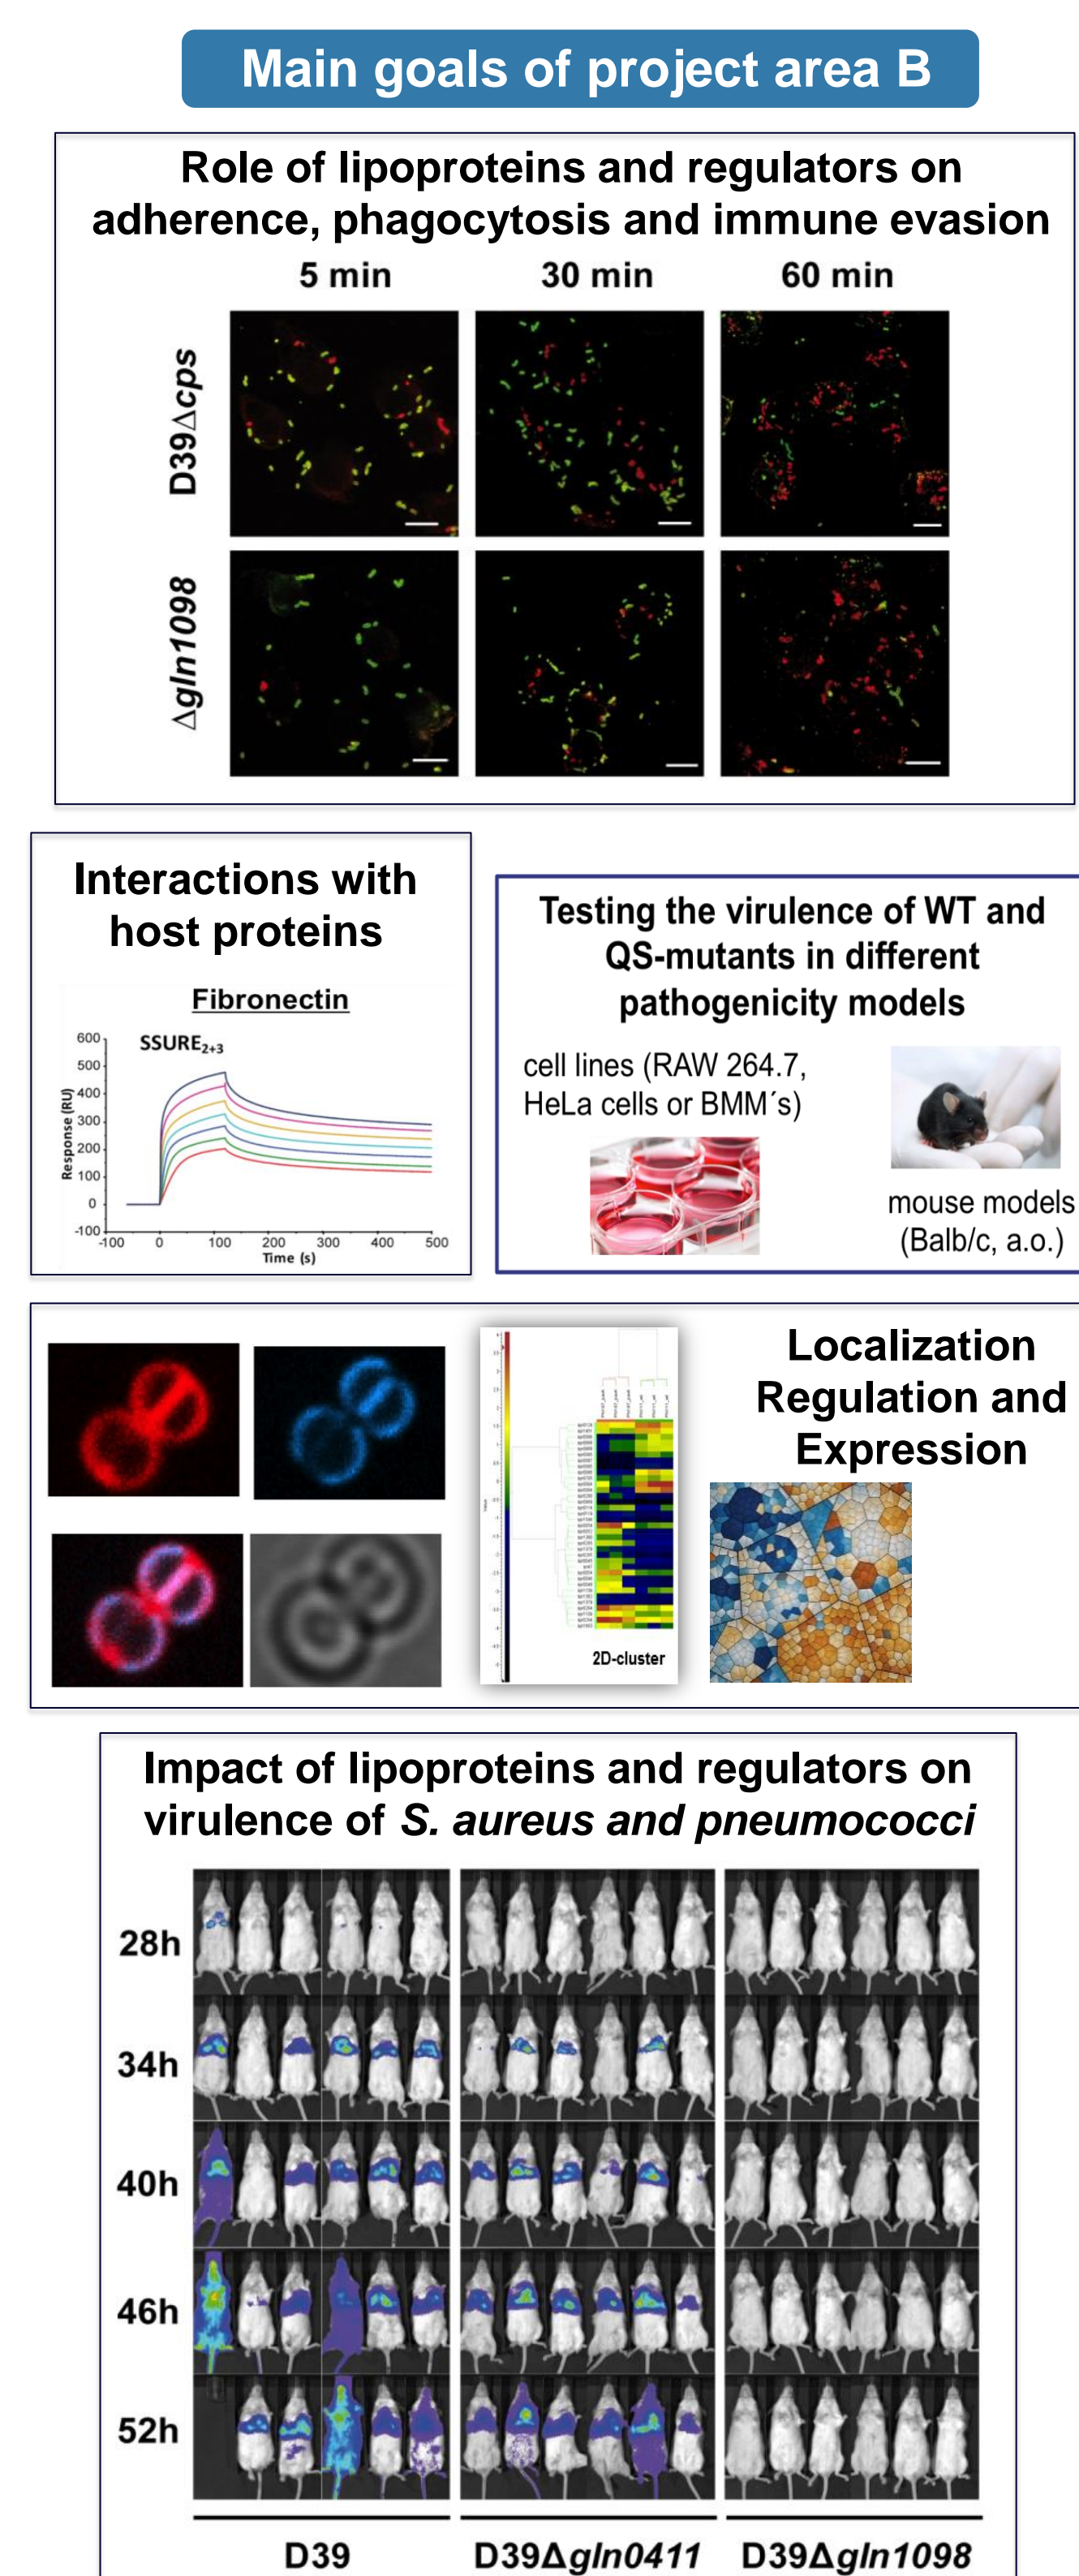 Main goals of project area B
Role of lipoproteins and regulators on
adherence, phagocytosis and immune evasion
5 min 30 min 60 min
D39Δcps
Δgln1098
Interactions with
host proteins
Fibronectin
SSURE2+3
Response (RU)
600
500
400
300
200
100
0
-100
-100 0 100 200 300 400 500
Time (s)
Testing the virulence of WT and
QS-mutants in different
pathogenicity models
cell lines (RAW 264.7,
HeLa cells or BMM´s)
mouse models
(Balb/c, a.o.)
2D-cluster
Localization
Regulation and
Expression
Impact of lipoproteins and regulators on
virulence of S. aureus and pneumococci
28h
34h
40h
46h
52h
D39 D39Δgln0411 D39Δgln1098